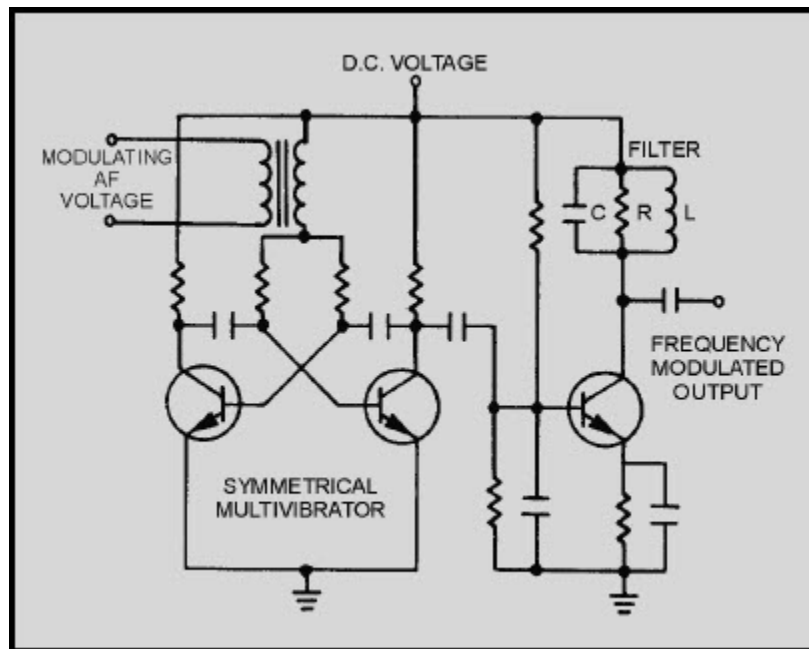 D.C. VOLTAGE
MODULATING
AF
VOLTAGE
FILTER
C
R
L
FREQUENCY
MODULATED
OUTPUT
SYMMETRICAL
MULTIVIBRATOR